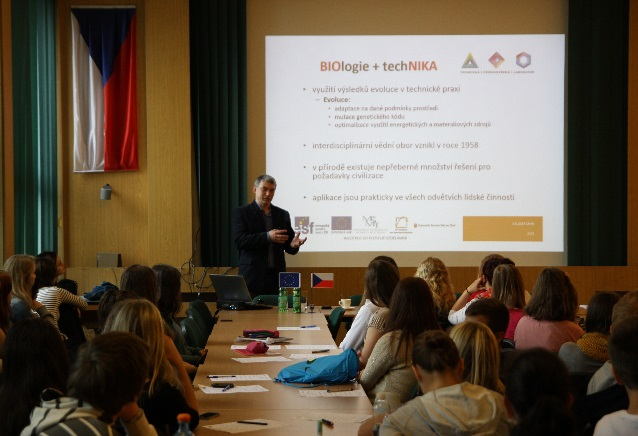 BIOlogie + techNIKA
• využití výsledků evoluce v technické praxi
– Evoluce:
• adaptace na dané podmínky prostředí
• mutace genetického kódu
• optimalizace využití energetických a materiálových zdrojů
• interdisciplinární vědní obor vznikl v roce 1958
• v přírodě existuje nepřeberné množství řešení pro
požadavky civilizace
• aplikace jsou prakticky ve všech odvětvích lidské činnosti
esf